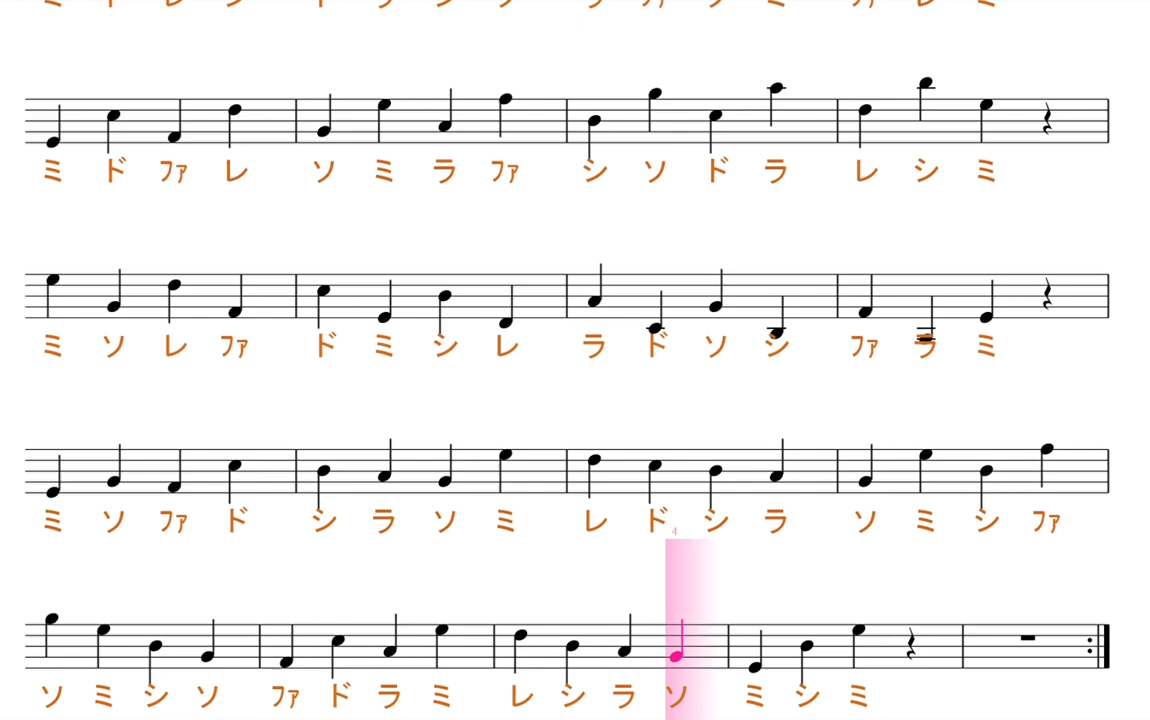 ミ ド ファ レ ソ ミ ラ ファ シ ソ ド ラ レ シ ミ
ミ ソ レ ファ ド ミ シ レ ラ ド ソ シ ファ ラ ミ
ミ ソ ファ ド シ ラ ソ ミ レ ド シ ラ ソ ミ シ ファ
4
ソ ミ シ ソ ファ ド ラ ミ レ シ ラ ソ ミ シ ミ